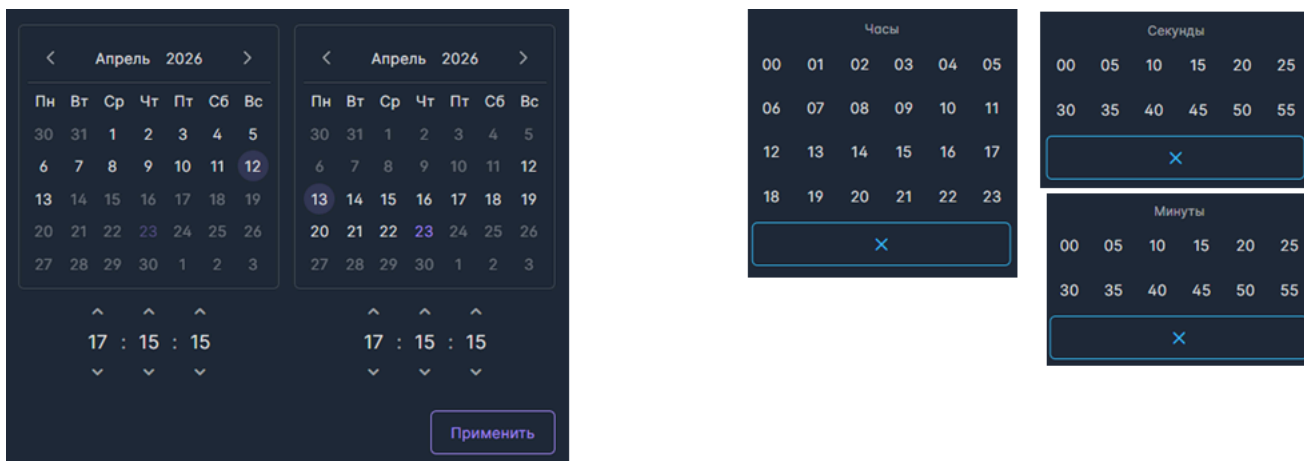 Апрель 2026
Пн Вт Ср Чт Пт Сб Вс
30 31 1 2 3 4 5
6 7 8 9 10 11 12
13 14 15 16 17 18 19
20 21 22 23 24 25 26
27 28 29 30 1 2 3
17 : 15 : 15
Апрель 2026
Пн Вт Ср Чт Пт Сб Вс
30 31 1 2 3 4 5
6 7 8 9 10 11 12
13 14 15 16 17 18 19
20 21 22 23 24 25 26
27 28 29 30 1 2 3
17 : 15 : 15
Применить
Часы
00 01 02 03 04 05
06 07 08 09 10 11
12 13 14 15 16 17
18 19 20 21 22 23
Секунды
00 05 10 15 20 25
30 35 40 45 50 55
Минуты
00 05 10 15 20 25
30 35 40 45 50 55